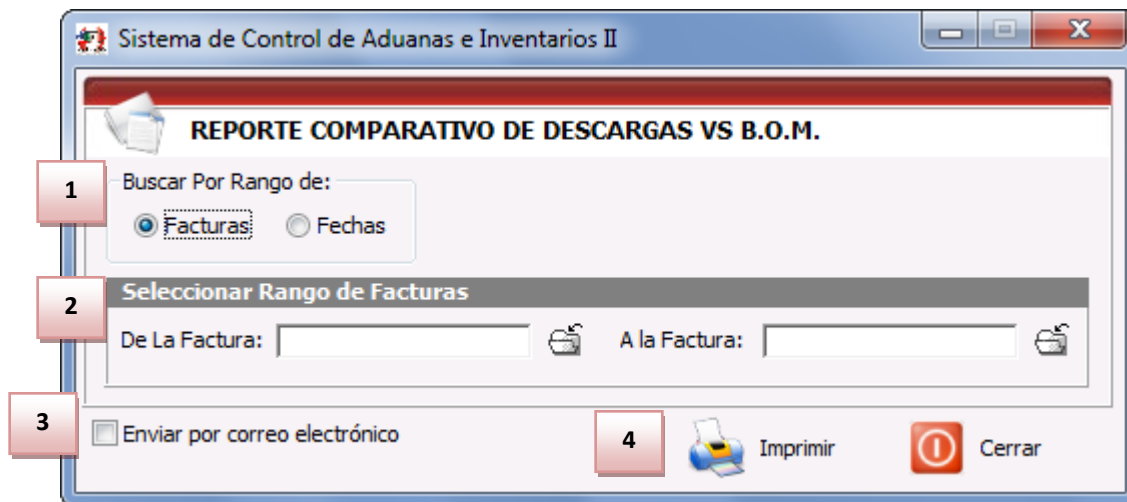 Sistema de Control de Aduanas e Inventarios II
REPORTE COMPARATIVO DE DESCARGAS VS B.O.M.
1
Buscar Por Rango de:
Facturas Fechas
2
Seleccionar Rango de Facturas
De La Factura: A la Factura:
3
Enviar por correo electrónico
4
Imprimir Cerrar